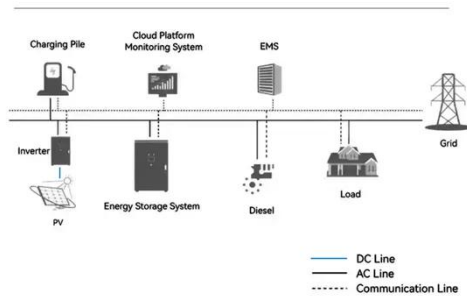 Charging Pile
Cloud Platform
Monitoring System
EMS
Inverter
Grid
PV
Energy Storage System
Diesel
Load
DC Line
AC Line
Communication Line